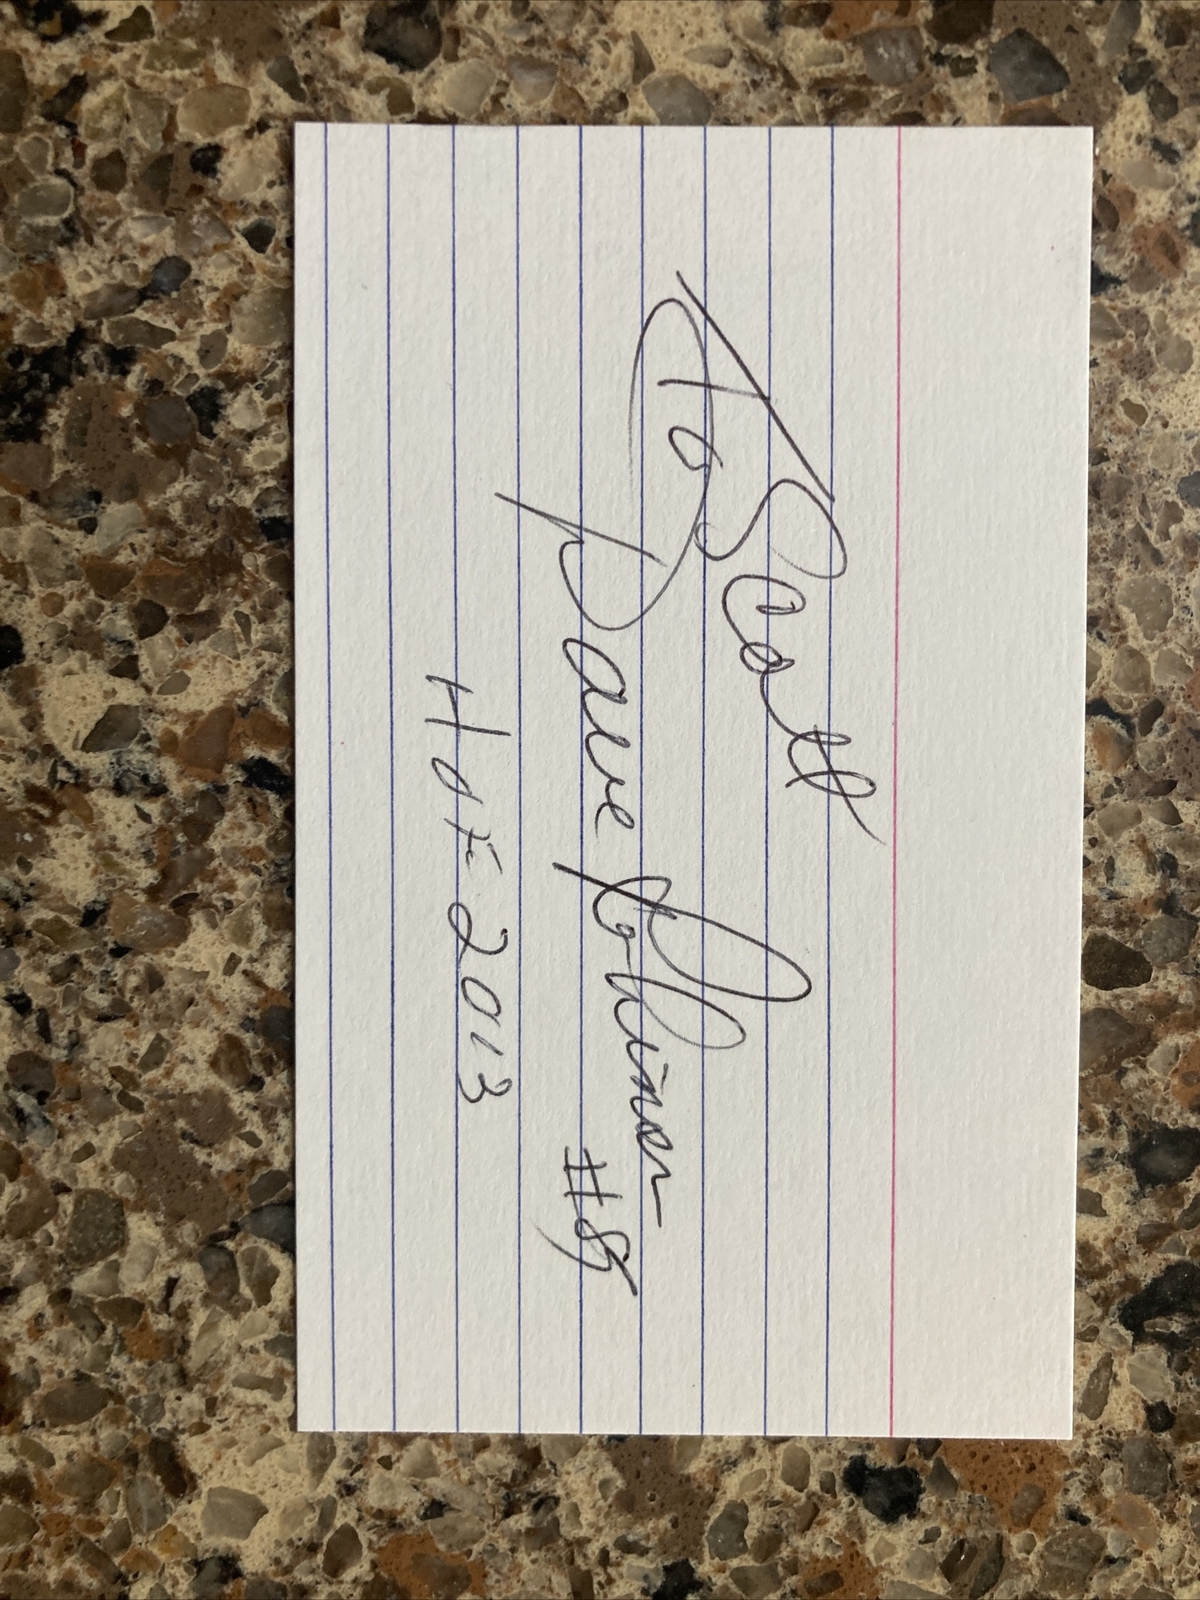 To Scott
Dave Robinson #89
HOF 2013